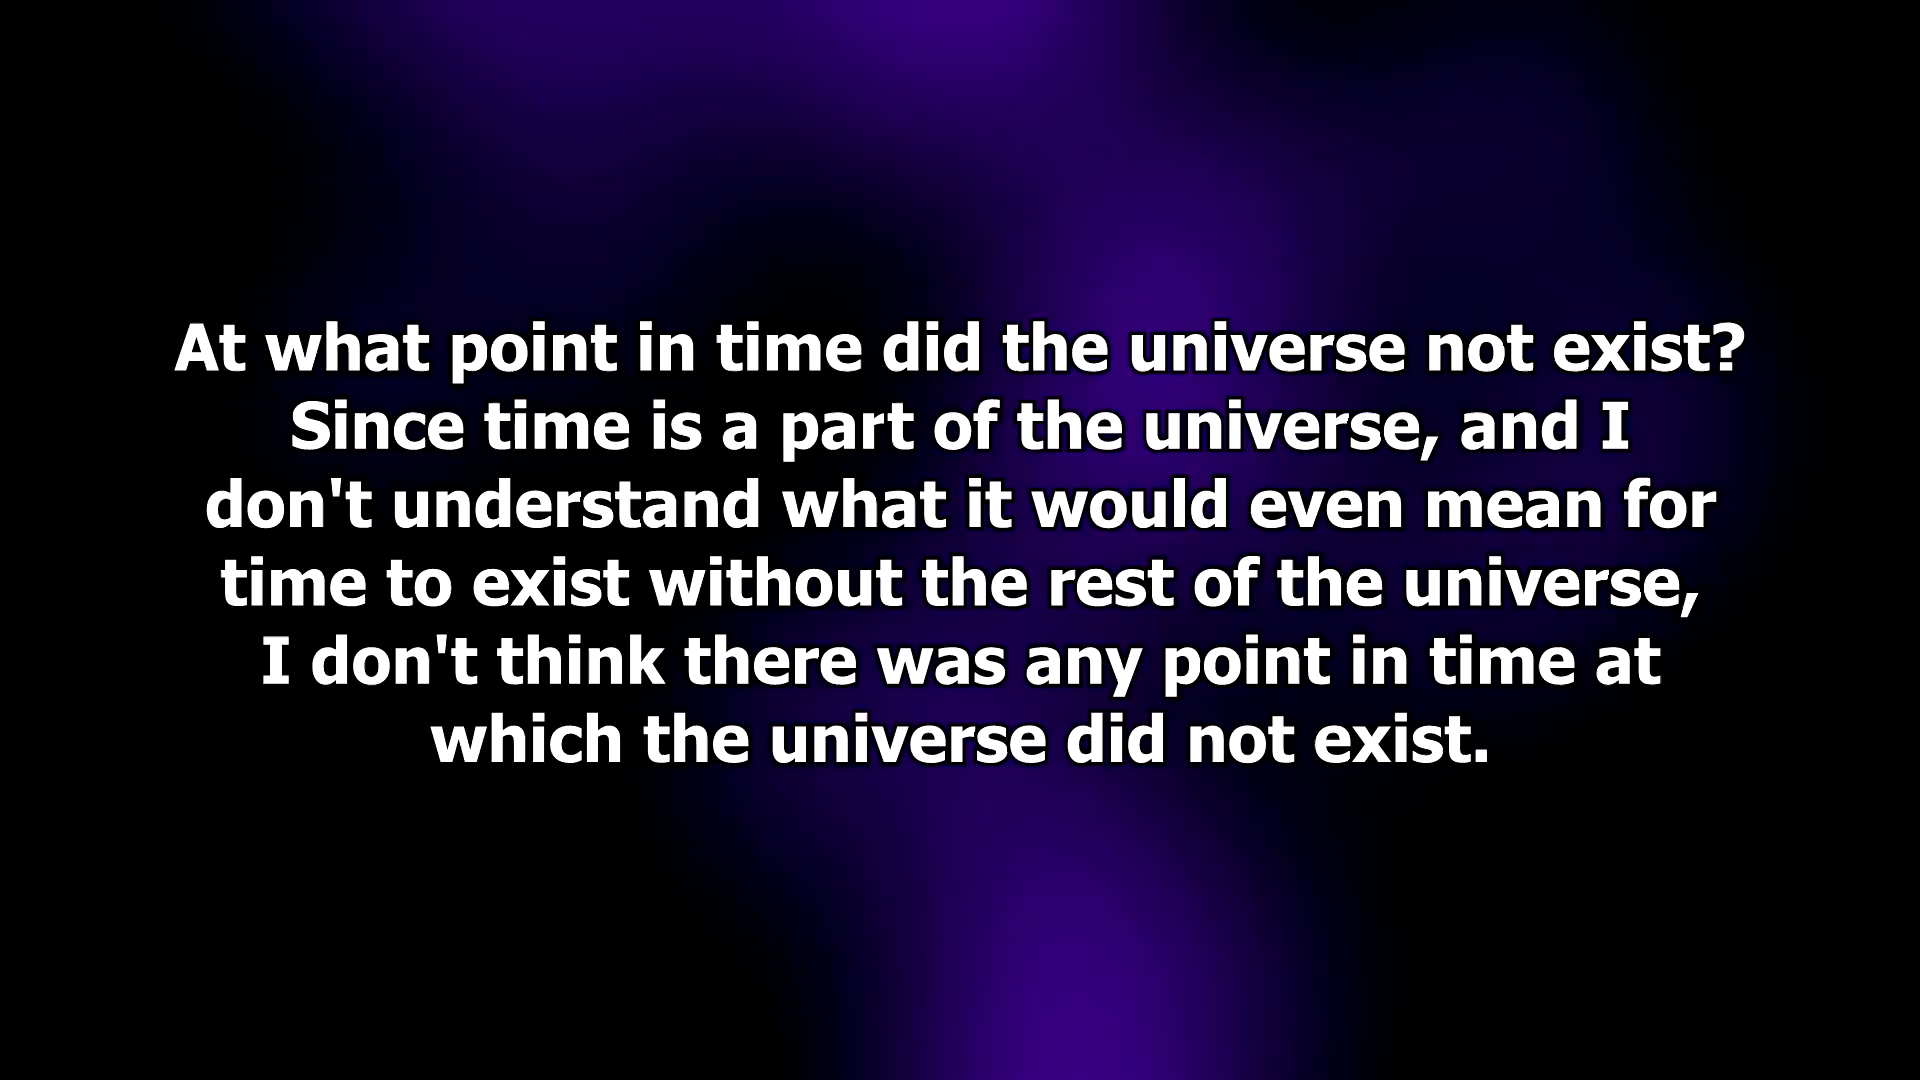 At what point in time did the universe not exist?
Since time is a part of the universe, and I
don't understand what it would even mean for
time to exist without the rest of the universe,
I don't think there was any point in time at
which the universe did not exist.